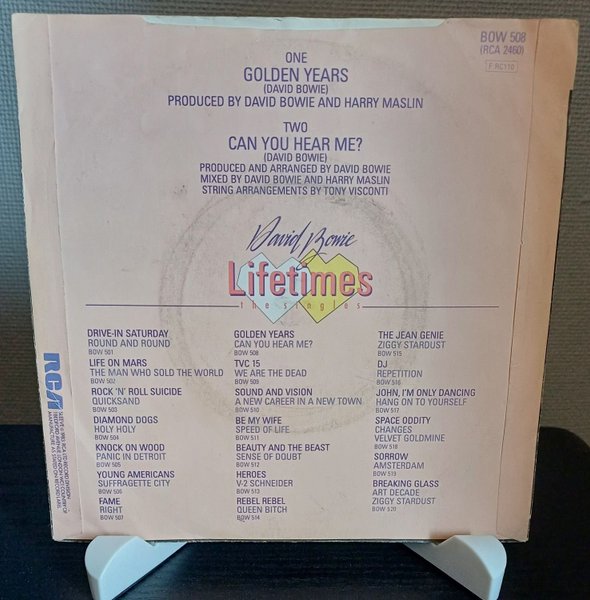 BOW 508
(RCA 2460)
F: RC110
ONE
GOLDEN YEARS
(DAVID BOWIE)
PRODUCED BY DAVID BOWIE AND HARRY MASLIN
TWO
CAN YOU HEAR ME?
(DAVID BOWIE)
PRODUCED AND ARRANGED BY DAVID BOWIE
MIXED BY DAVID BOWIE AND HARRY MASLIN
STRING ARRANGEMENTS BY TONY VISCONTI
David Bowie
Lifetimes
the singles
DRIVE-IN SATURDAY
ROUND AND ROUND
BOW 501
LIFE ON MARS
THE MAN WHO SOLD THE WORLD
BOW 502
ROCK 'N' ROLL SUICIDE
QUICKSAND
BOW 503
DIAMOND DOGS
HOLY HOLY
BOW 504
KNOCK ON WOOD
PANIC IN DETROIT
BOW 505
YOUNG AMERICANS
SUFFRAGETTE CITY
BOW 506
FAME
RIGHT
BOW 507
GOLDEN YEARS
CAN YOU HEAR ME?
BOW 508
TVC 15
WE ARE THE DEAD
BOW 509
SOUND AND VISION
A NEW CAREER IN A NEW TOWN
BOW 510
BE MY WIFE
SPEED OF LIFE
BOW 511
BEAUTY AND THE BEAST
SENSE OF DOUBT
BOW 512
HEROES
V-2 SCHNEIDER
BOW 513
REBEL REBEL
QUEEN BITCH
BOW 514
THE JEAN GENIE
ZIGGY STARDUST
BOW 515
DJ
REPETITION
BOW 516
JOHN, I'M ONLY DANCING
HANG ON TO YOURSELF
BOW 517
SPACE ODDITY
CHANGES
VELVET GOLDMINE
BOW 518
SORROW
AMSTERDAM
BOW 519
BREAKING GLASS
ART DECADE
ZIGGY STARDUST
BOW 520
RCA